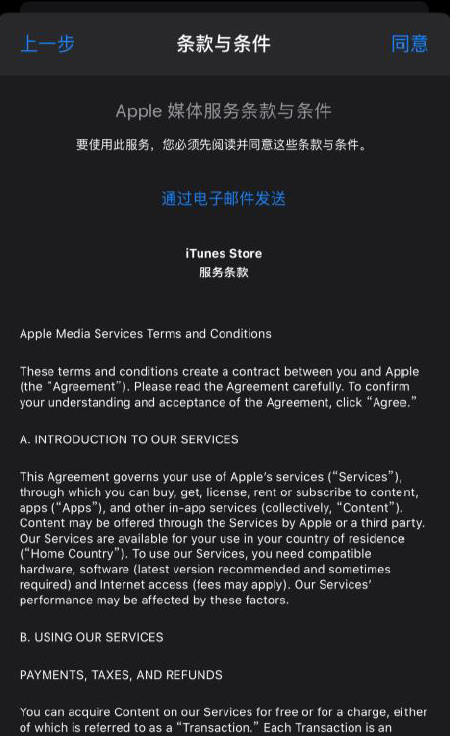 上一步
条款与条件
同意
Apple 媒体服务条款与条件
要使用此服务，您必须先阅读并同意这些条款与条件。
通过电子邮件发送
iTunes Store
服务条款
Apple Media Services Terms and Conditions
These terms and conditions create a contract between you and Apple
(the "Agreement”). Please read the Agreement carefully. To confirm
your understanding and acceptance of the Agreement, click “Agree.”
A. INTRODUCTION TO OUR SERVICES
This Agreement governs your use of Apple’s services (“Services”),
through which you can buy, get, license, rent or subscribe to content,
apps (“Apps”), and other in-app services (collectively, “Content”).
Content may be offered through the Services by Apple or a third party.
Our Services are available for your use in your country of residence
(“Home Country”). To use our Services, you need compatible
hardware, software (latest version recommended and sometimes
required) and Internet access (fees may apply). Our Services’
performance may be affected by these factors.
B. USING OUR SERVICES
PAYMENTS, TAXES, AND REFUNDS
You can acquire Content on our Services for free or for a charge, either
of which is referred to as a “Transaction.” Each Transaction is an